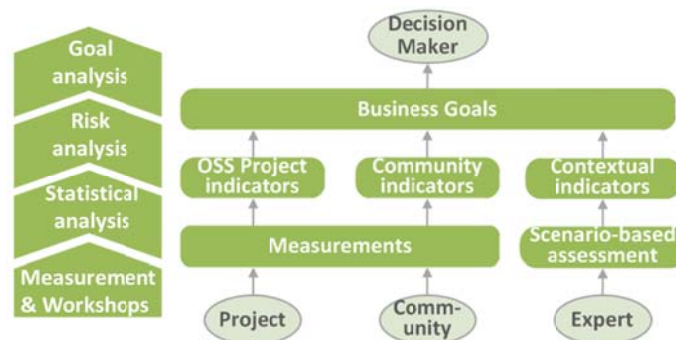 Goal
analysis
Risk
analysis
Statistical
analysis
Measurement
& Workshops
Decision
Maker
Business Goals
OSS Project
indicators
Community
indicators
Contextual
indicators
Measurements
Scenario-based
assessment
Project
Comm-
unity
Expert